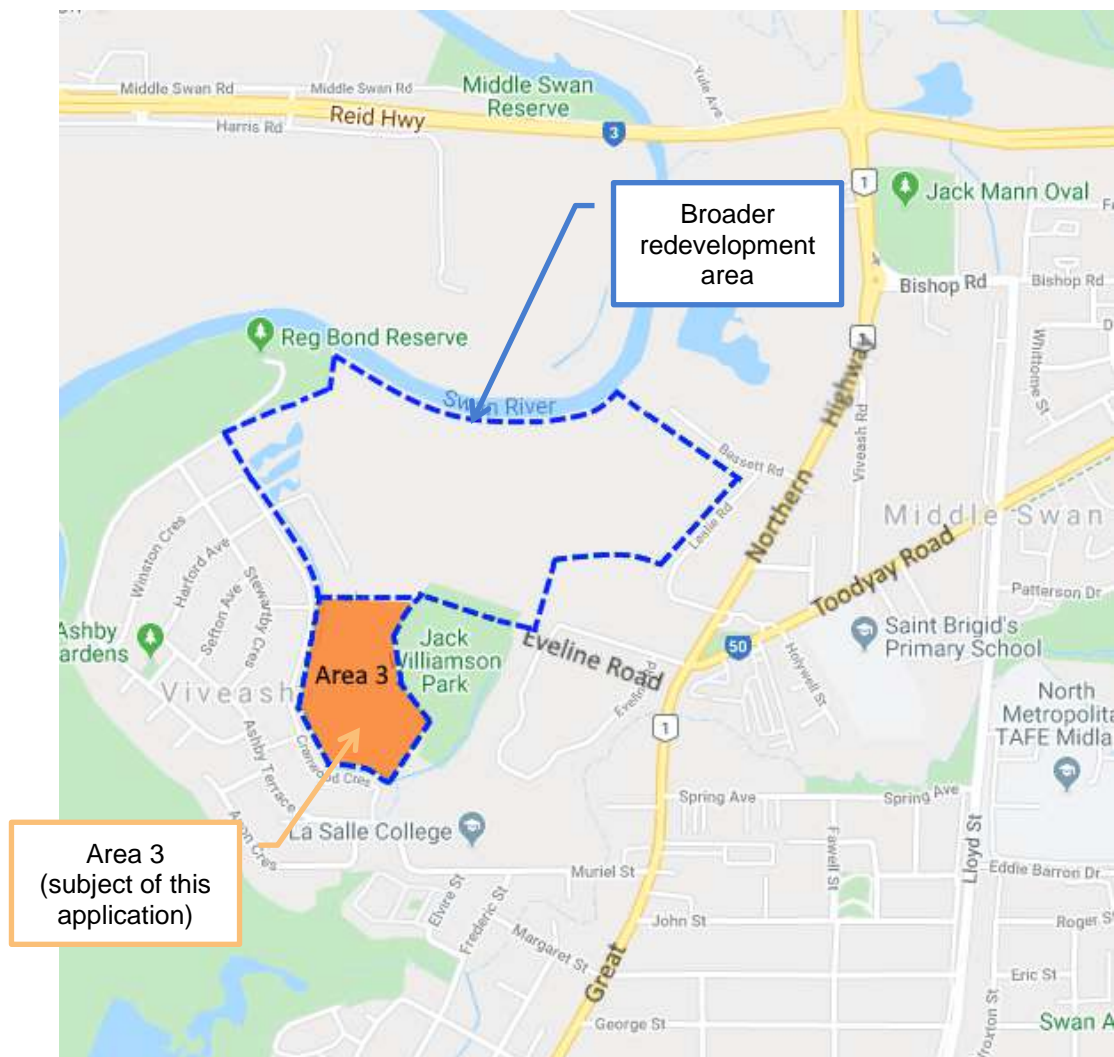 Middle Swan Rd
Middle Swan Rd
Middle Swan
Reserve
Yule Ave
Reid Hwy
Harris Rd
3
1
Jack Mann Oval
Broader
redevelopment
area
Bishop Rd
Bishop Rd
Whittome St
Reg Bond Reserve
Swan River
Highway
Viveash Rd
Bassett Rd
Leslie Rd
Northern
Middle Swan
Winston Cres
Harford Ave
Sefton Ave
Stewartby Cres
Toodyay Road
Patterson Dr
Ashby
Gardens
Jack
Williamson
Park
Eveline Road
50
Saint Brigid's
Primary School
Holywell St
Area 3
Viveash
Eveline Rd
North
Metropolita
TAFE Midla
1
Cranwood Cres
Ashby Terrace
Spring Ave
Spring Ave
La Salle College
Fawell St
Lloyd St
Area 3
(subject of this
application)
Muriel St
Eddie Barron Dr
Elvire St
Frederic St
John St
Roger St
Margaret St
Great
Eric St
George St
Swan A